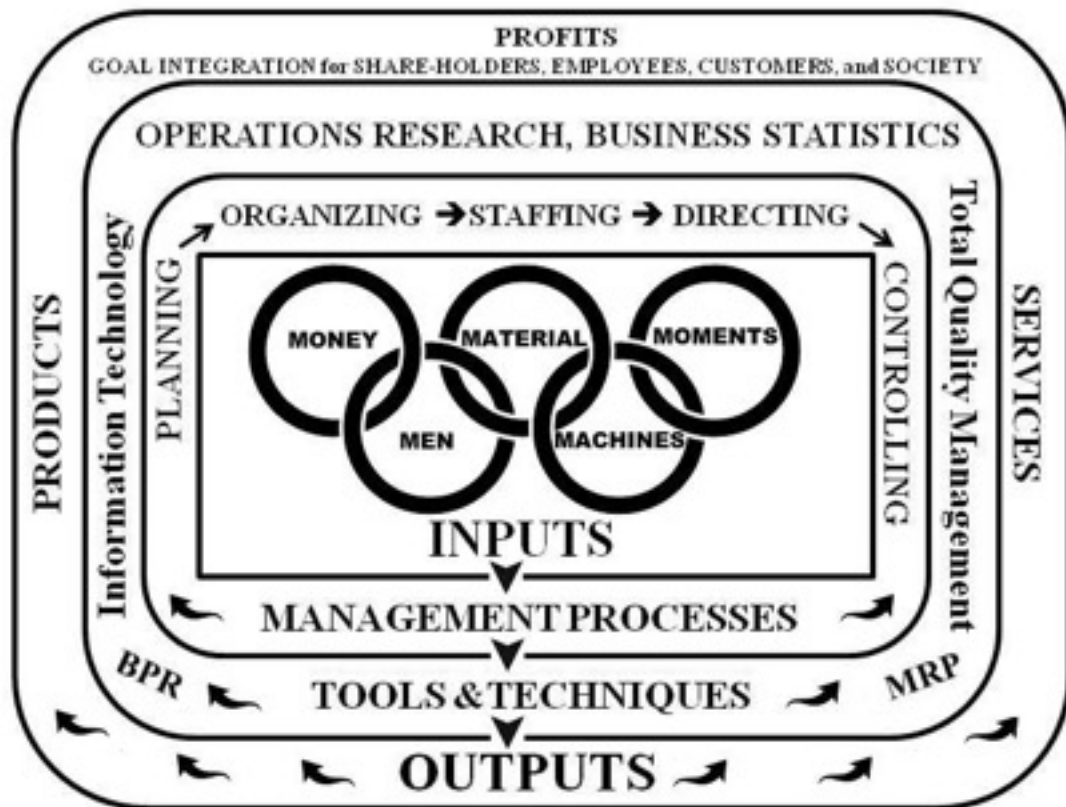 PROFITS
GOAL INTEGRATION for SHARE-HOLDERS, EMPLOYEES, CUSTOMERS, and SOCIETY
OPERATIONS RESEARCH, BUSINESS STATISTICS
ORGANIZING ➔ STAFFING ➔ DIRECTING
PLANNING
CONTROLLING
Information Technology
Total Quality Management
PRODUCTS
SERVICES
MONEY
MATERIAL
MOMENTS
MEN
MACHINES
INPUTS
MANAGEMENT PROCESSES
BPR
TOOLS & TECHNIQUES
MRP
OUTPUTS